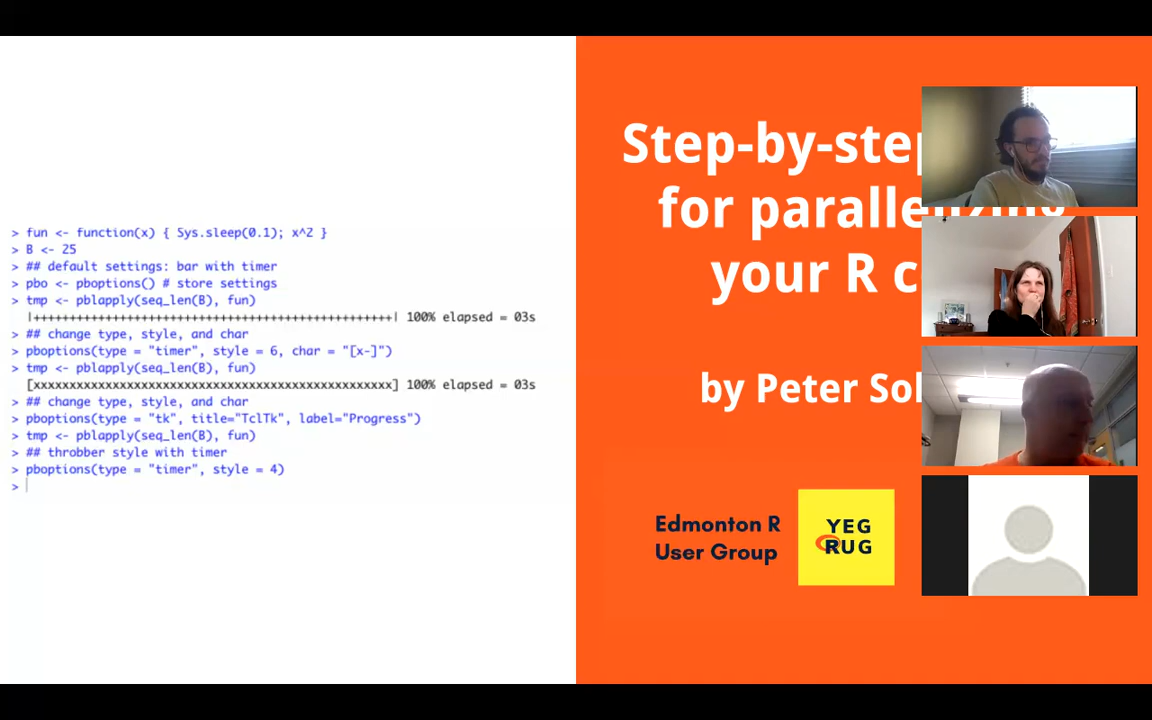 > fun <- function(x) { Sys.sleep(0.1); x^2 }
> B <- 25
> ## default settings: bar with timer
> pbo <- pboptions() # store settings
> tmp <- pblapply(seq_len(B), fun)
|++++++++++++++++++++++++++++++++++++++++++++++++++| 100% elapsed = 03s
> ## change type, style, and char
> pboptions(type = "timer", style = 6, char = "[x-]")
> tmp <- pblapply(seq_len(B), fun)
[xxxxxxxxxxxxxxxxxxxxxxxxxxxxxxxxxxxxxxxxxxxxxxxxxx] 100% elapsed = 03s
> ## change type, style, and char
> pboptions(type = "tk", title="TclTk", label="Progress")
> tmp <- pblapply(seq_len(B), fun)
> ## throbber style with timer
> pboptions(type = "timer", style = 4)
>
Step-by-step
for parallelizing
your R c
by Peter Sol
Edmonton R
User Group
YEG
RUG